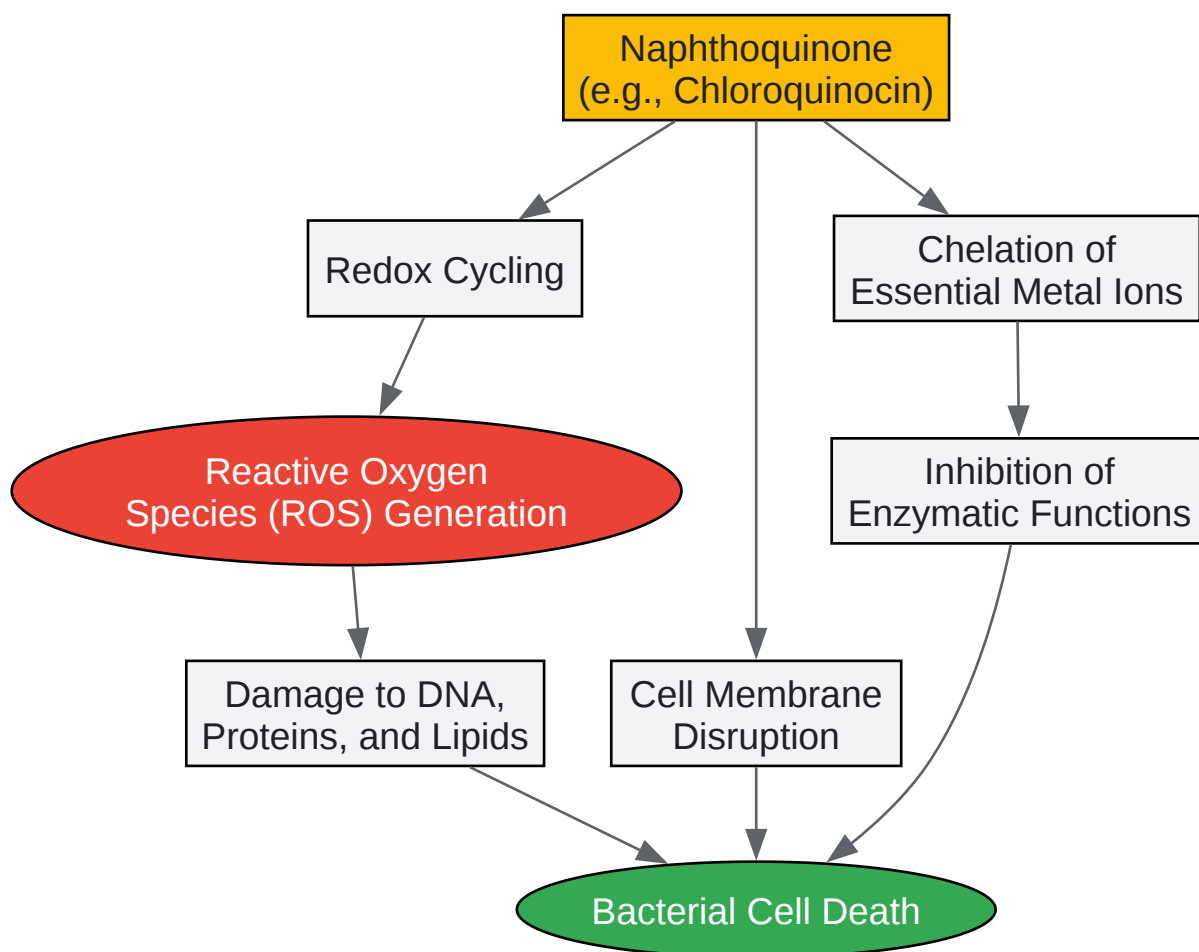 Naphthoquinone
(e.g., Chloroquinocin)
Redox Cycling
Chelation of
Essential Metal Ions
Reactive Oxygen
Species (ROS) Generation
Inhibition of
Enzymatic Functions
Damage to DNA,
Proteins, and Lipids
Cell Membrane
Disruption
Bacterial Cell Death